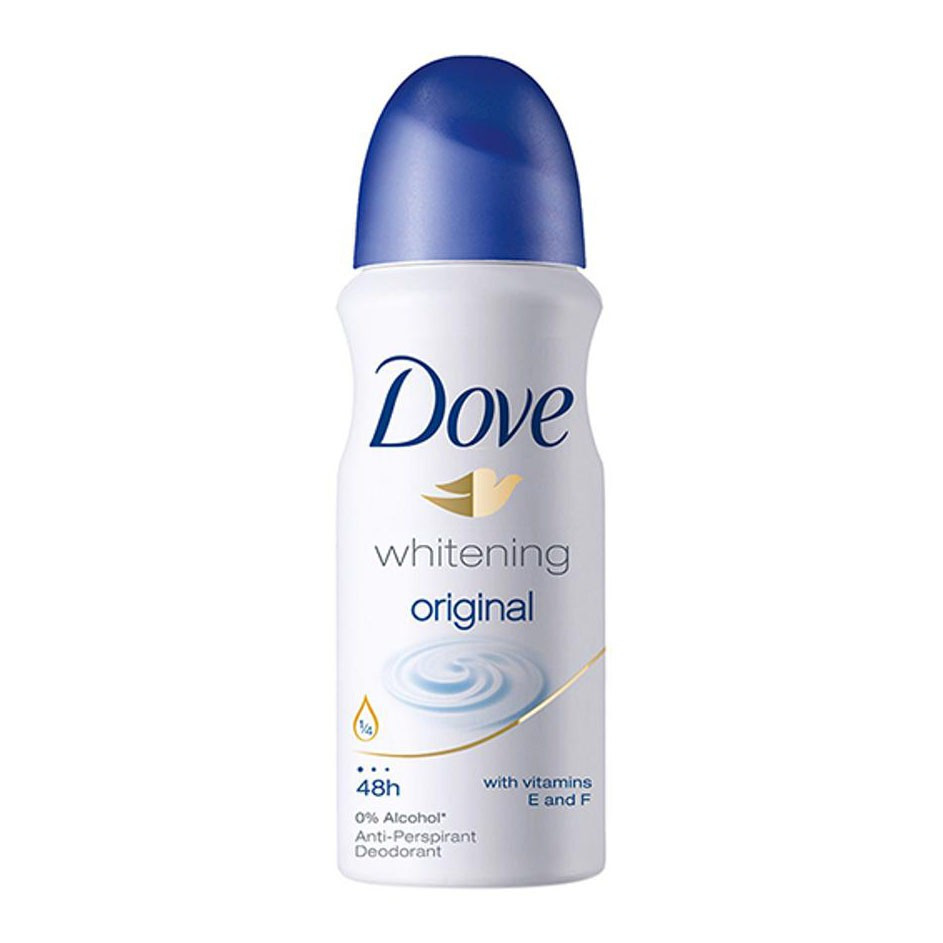 Dove
whitening
original
1/4
48h
with vitamins
E and F
0% Alcohol*
Anti-Perspirant
Deodorant